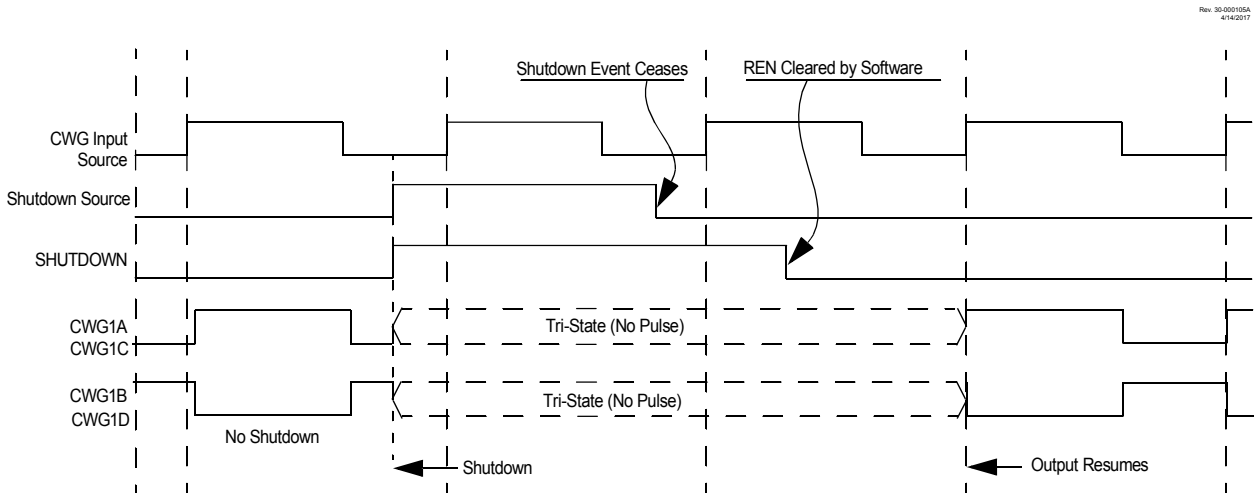 Rev. 30-000105A
4/14/2017
Shutdown Event Ceases
REN Cleared by Software
CWG Input
Source
Shutdown Source
SHUTDOWN
CWG1A
CWG1C
Tri-State (No Pulse)
CWG1B
CWG1D
Tri-State (No Pulse)
No Shutdown
Shutdown
Output Resumes